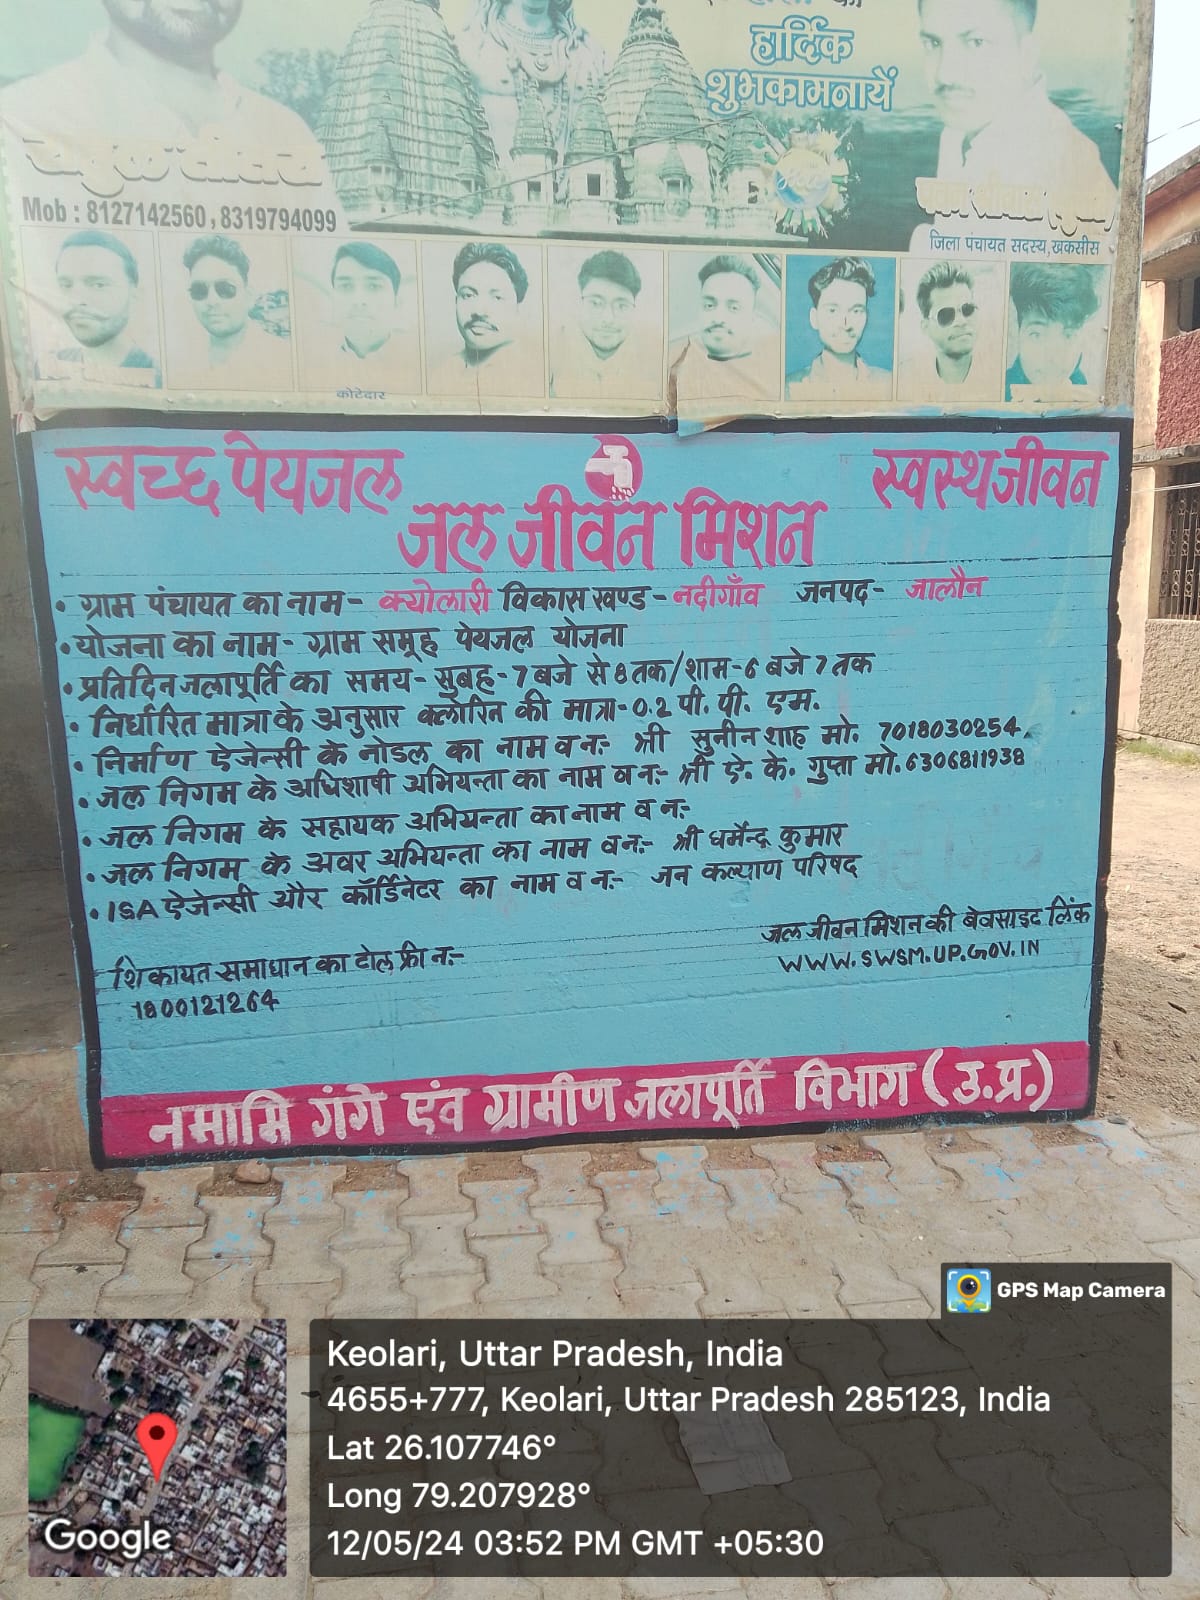 हार्दिक
शुभकामनायें
Mob : 8127142560, 8319794099
जिला पंचायत सदस्य, खकसीस
कोटेदार
स्वच्छ पेयजल
स्वस्थ जीवन
जल जीवन मिशन
• ग्राम पंचायत का नाम- क्योलारी विकास खण्ड- नदीगाँव जनपद- जालौन
• योजना का नाम- ग्राम समूह पेयजल योजना
• प्रतिदिन जलापूर्ति का समय- सुबह- 7 बजे से 8 तक/शाम- 6 बजे 7 तक
• निर्धारित मात्रा के अनुसार क्लोरिन की मात्रा- 0.2 पी. पी. एम.
• निर्माण ऐजेन्सी के नोडल का नाम व न:- श्री सुनीन शाह मो. 7018030254
• जल निगम के अधिशाषी अभियन्ता का नाम व न:- श्री ऐ. के. गुप्ता मो. 6306811938
• जल निगम के सहायक अभियन्ता का नाम व न:-
• जल निगम के अवर अभियन्ता का नाम व न:- श्री धर्मेन्द्र कुमार
• ISA ऐजेन्सी और कॉर्डिनेटर का नाम व न:- जन कल्याण परिषद
जल जीवन मिशन की बेवसाइट लिंक
WWW.SWSM.UP.GOV.IN
शिकायत समाधान का टोल फ्री न:-
1800121264
नमामि गंगे एंव ग्रामीण जलापूर्ति विभाग (उ.प्र.)
GPS Map Camera
Keolari, Uttar Pradesh, India
4655+777, Keolari, Uttar Pradesh 285123, India
Lat 26.107746°
Long 79.207928°
12/05/24 03:52 PM GMT +05:30
Google